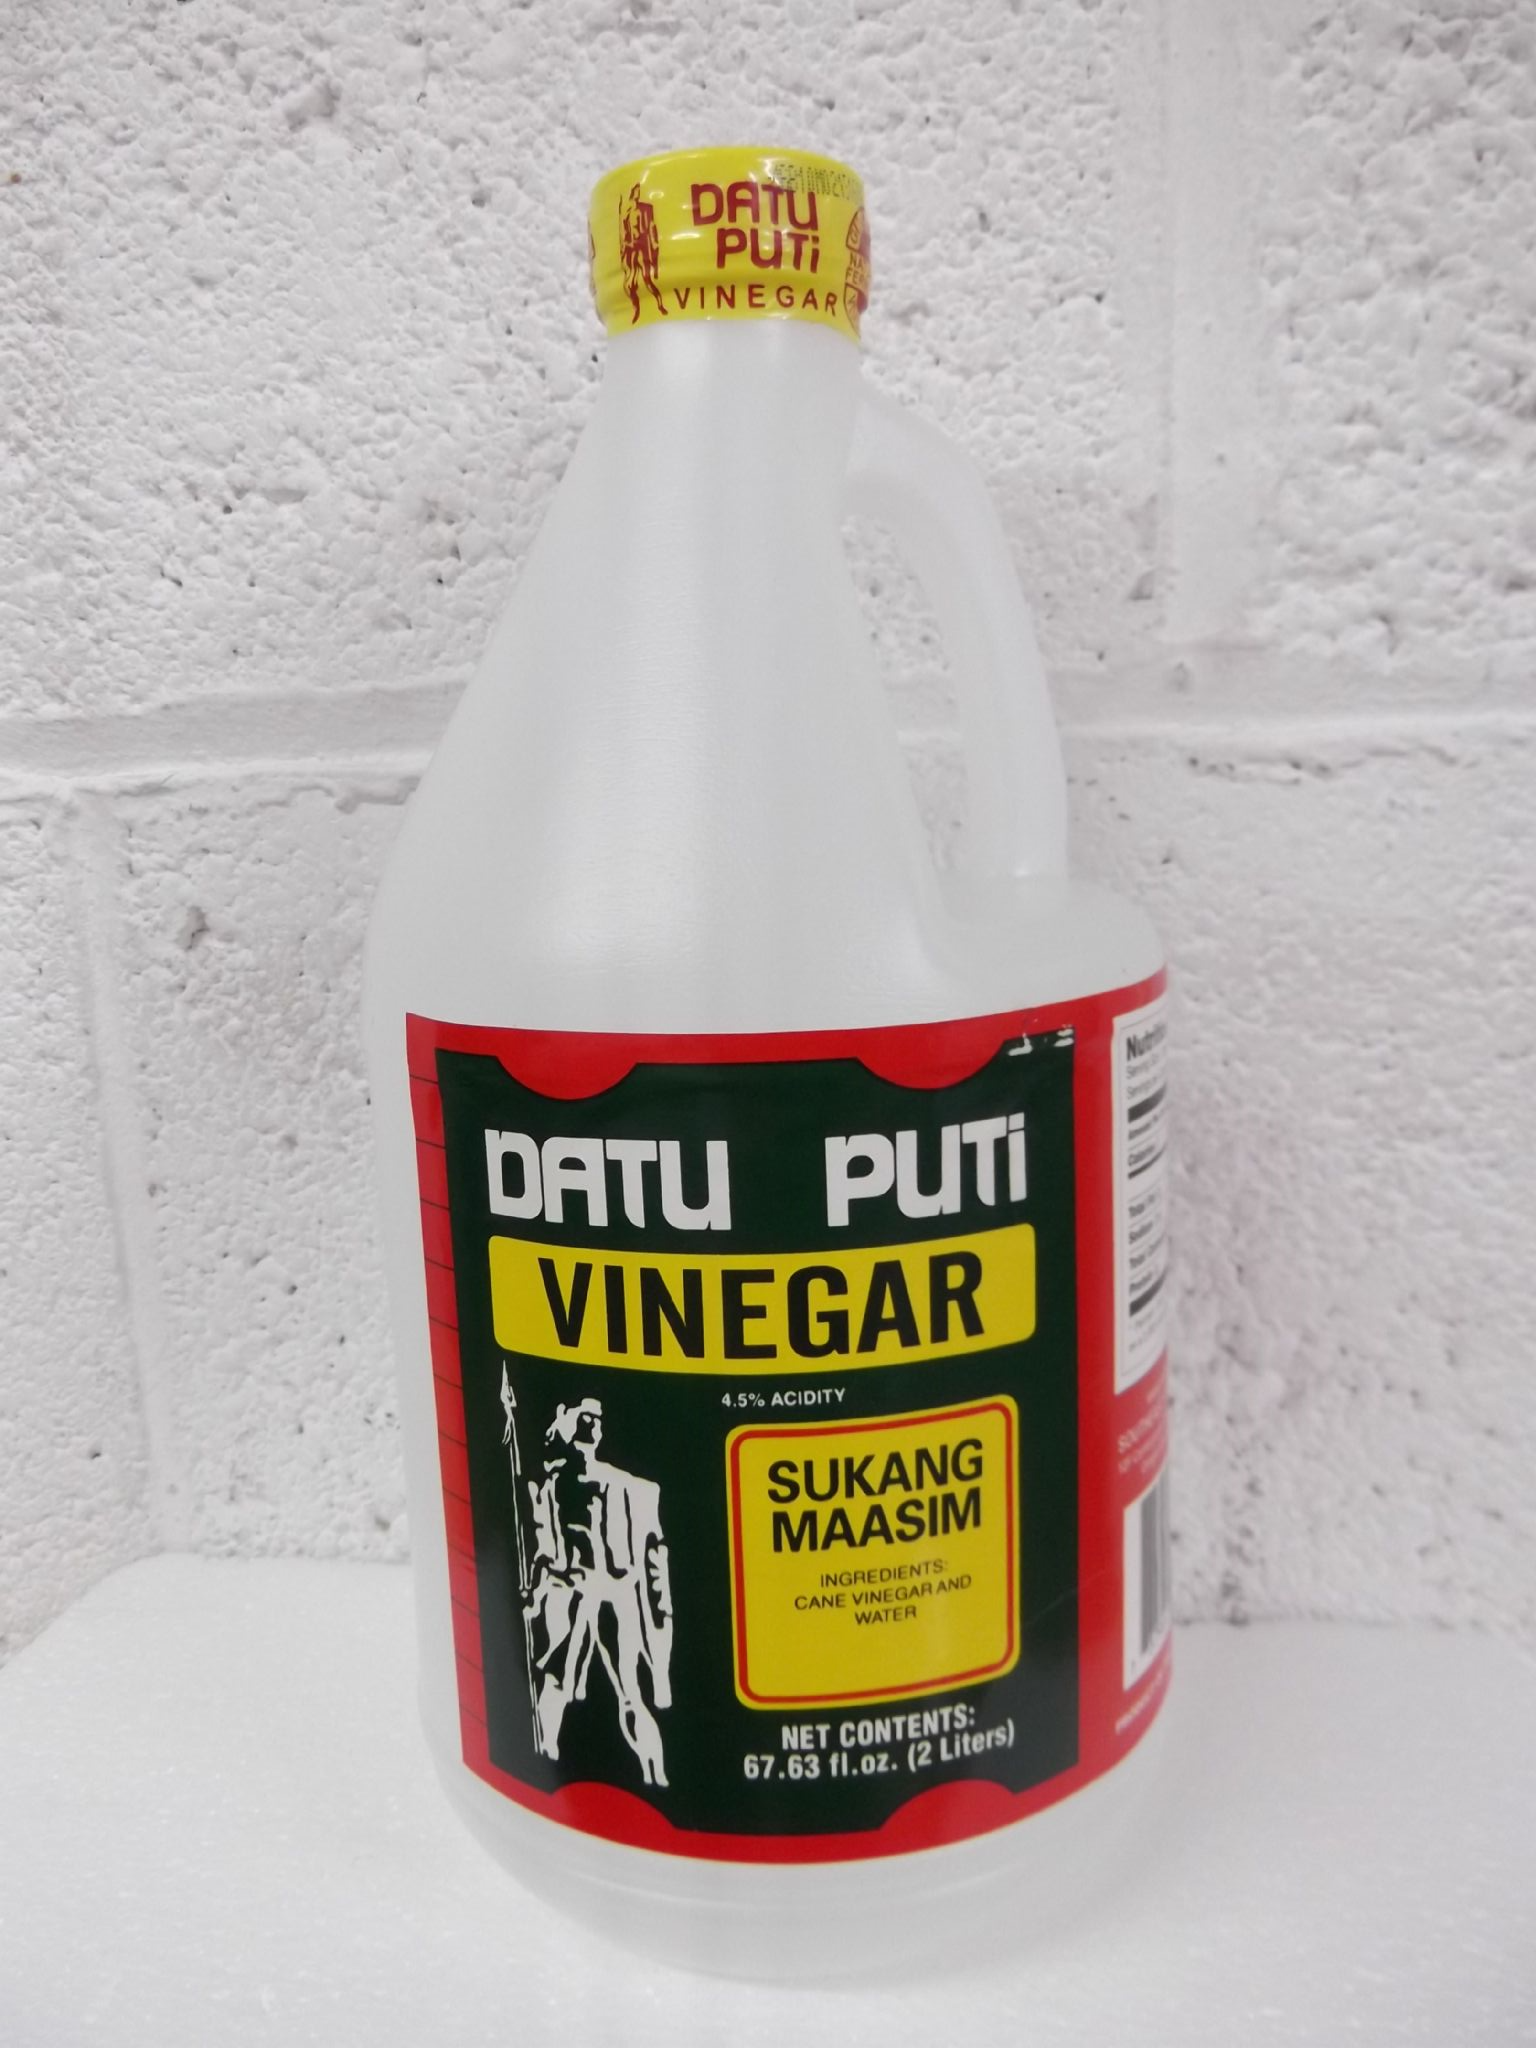 DATU
PUTi
VINEGAR
DATU PUTi
VINEGAR
4.5% ACIDITY
SUKANG
MAASIM
INGREDIENTS:
CANE VINEGAR AND
WATER
NET CONTENTS:
67.63 fl.oz. (2 Liters)